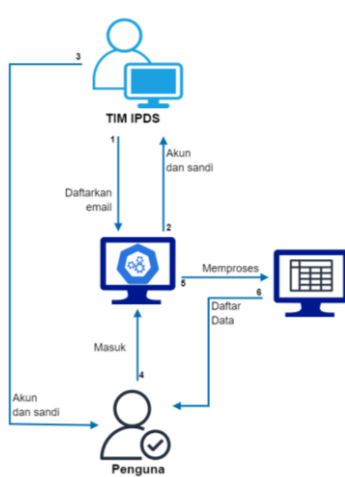 3
TIM IPDS
1
Akun
dan sandi
Daftarkan
email
2
Memproses
5
6
Daftar
Data
Masuk
4
Akun
dan sandi
Penguna